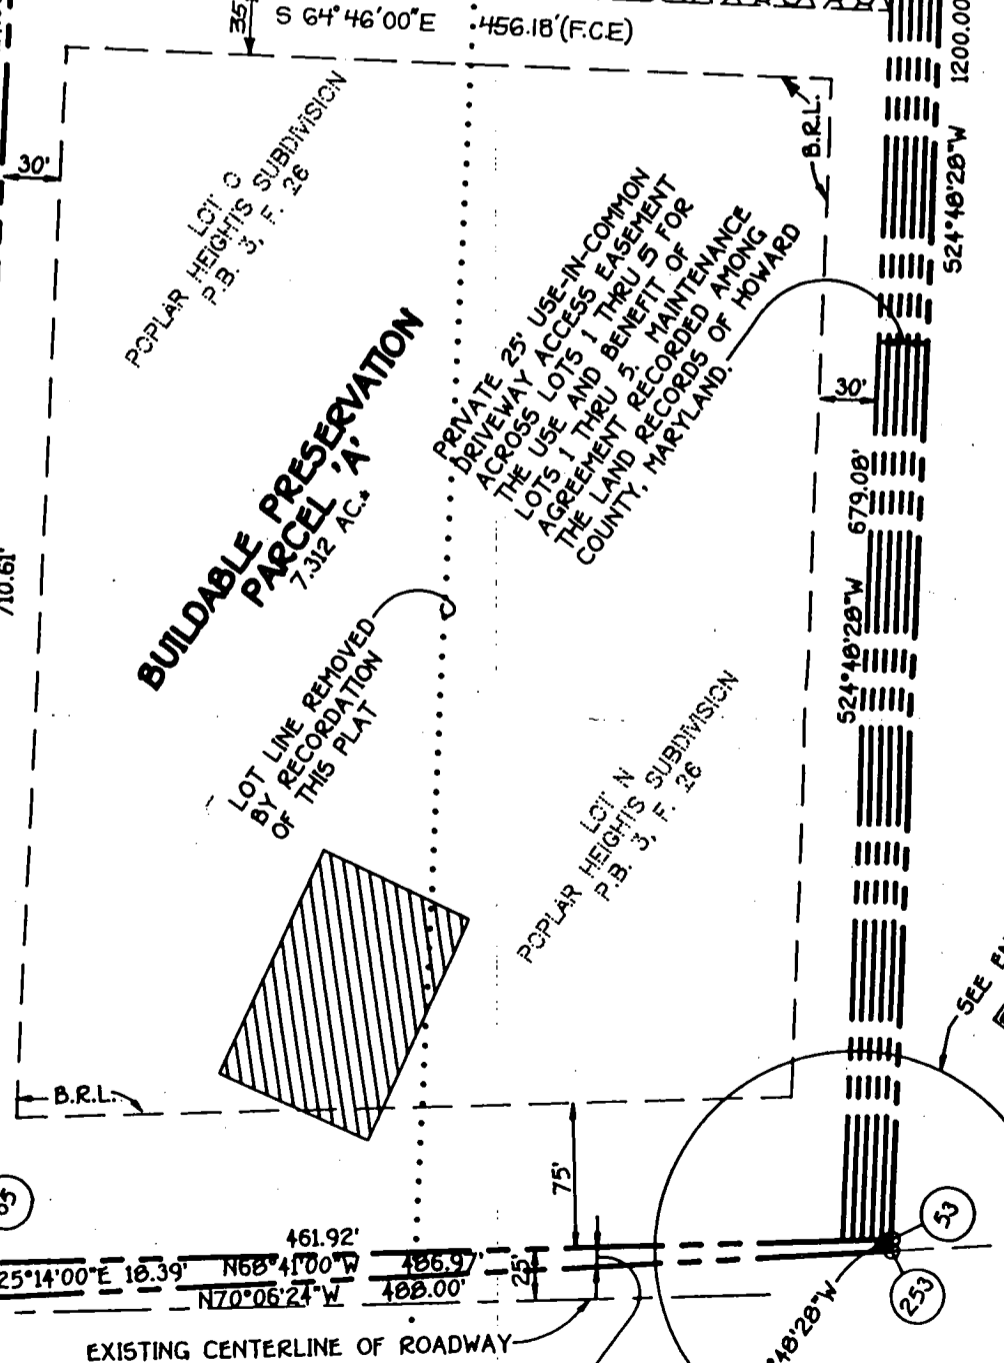 35'
S 64°46'00"E 456.18'(F.C.E)
1200.00
30'
B.R.L.
LOT O
POPLAR HEIGHTS SUBDIVISION
P.B. 3, F. 26
S24°48'28"W
PRIVATE 25' USE-IN-COMMON
DRIVEWAY ACCESS EASEMENT
ACROSS LOTS 1 THRU 5 FOR
THE USE AND BENEFIT OF
LOTS 1 THRU 5. MAINTENANCE
AGREEMENT RECORDED AMONG
THE LAND RECORDS OF HOWARD
COUNTY, MARYLAND.
30'
BUILDABLE PRESERVATION
PARCEL 'A'
7.312 AC.*
710.61'
679.08'
S24°48'28"W
LOT LINE REMOVED
BY RECORDATION
OF THIS PLAT
LOT N
POPLAR HEIGHTS SUBDIVISION
P.B. 3, F. 26
SEE
B.R.L.
75'
53
461.92'
25°14'00"E 18.39' N68°41'00"W 486.97'
25'
N70°06'24"W 488.00'
253
°48'28"W
EXISTING CENTERLINE OF ROADWAY